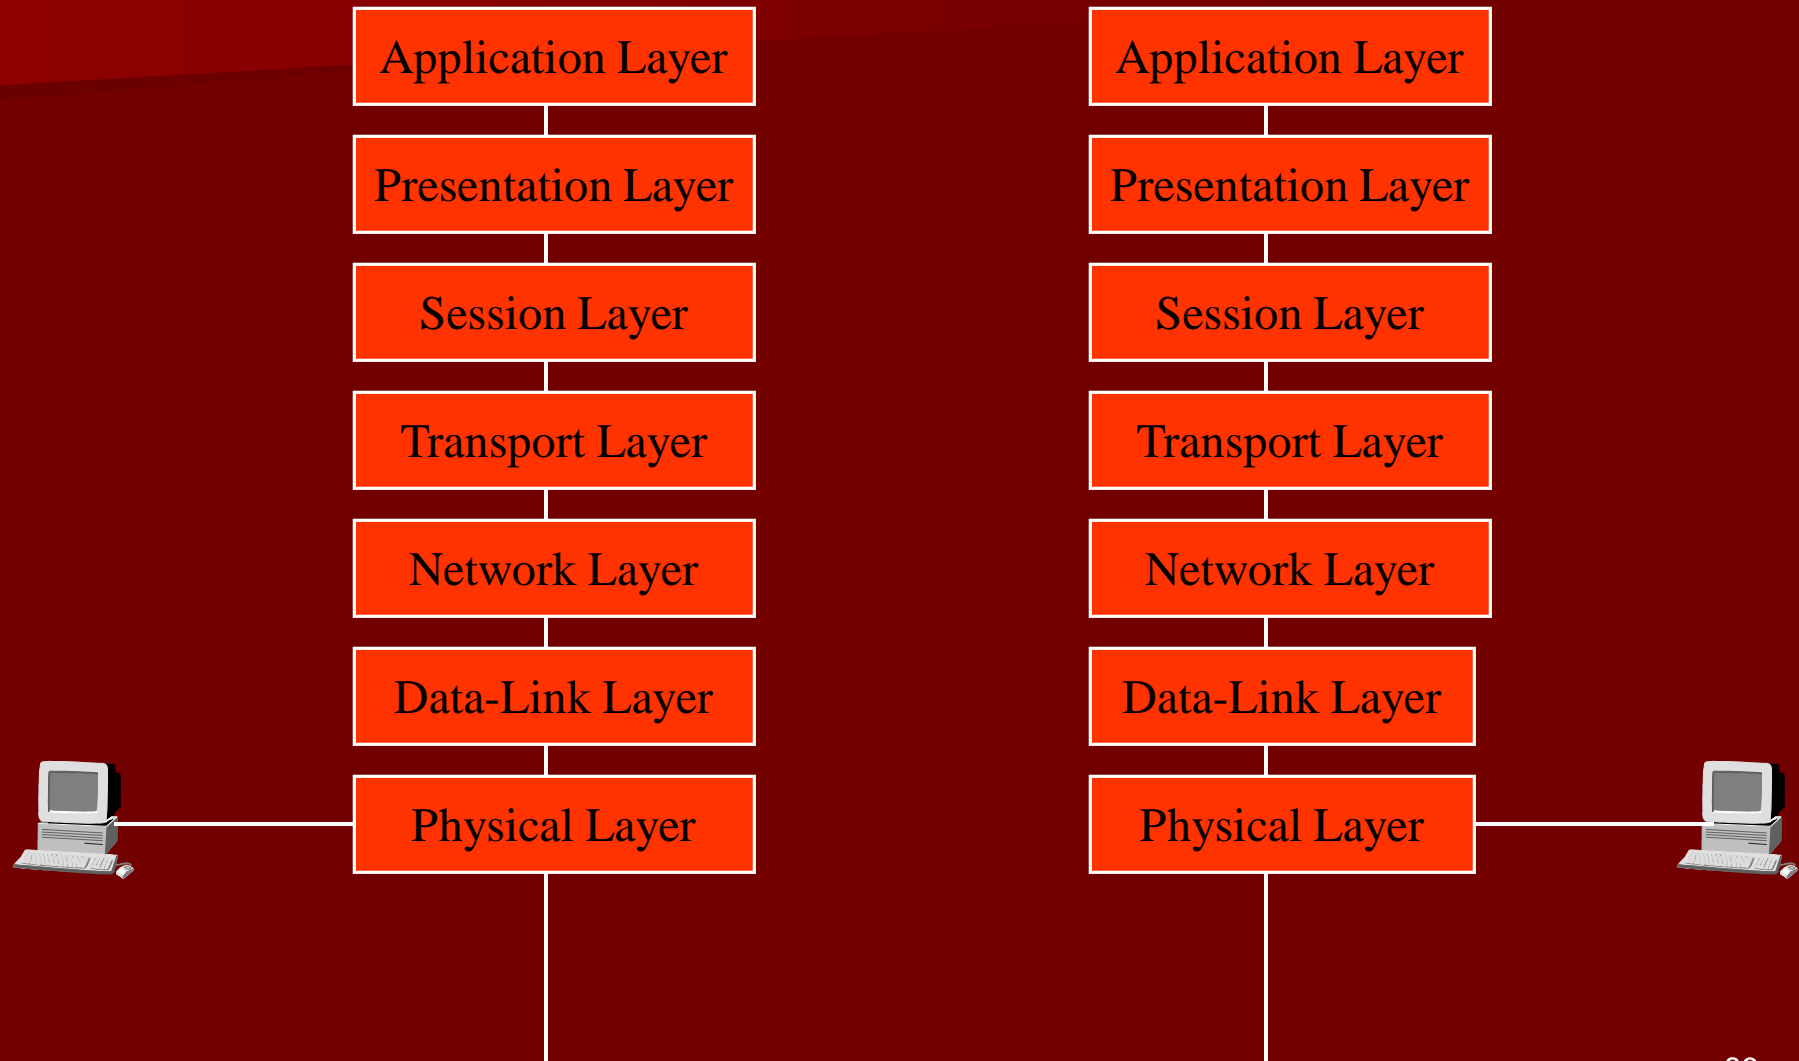 Application Layer
Presentation Layer
Session Layer
Transport Layer
Network Layer
Data-Link Layer
Physical Layer
Application Layer
Presentation Layer
Session Layer
Transport Layer
Network Layer
Data-Link Layer
Physical Layer